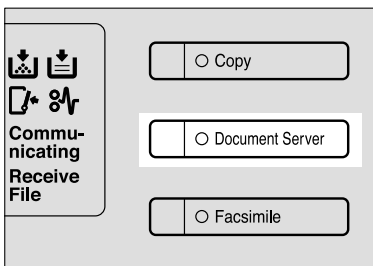 Commu-
nicating
Receive
File
Copy
Document Server
Facsimile